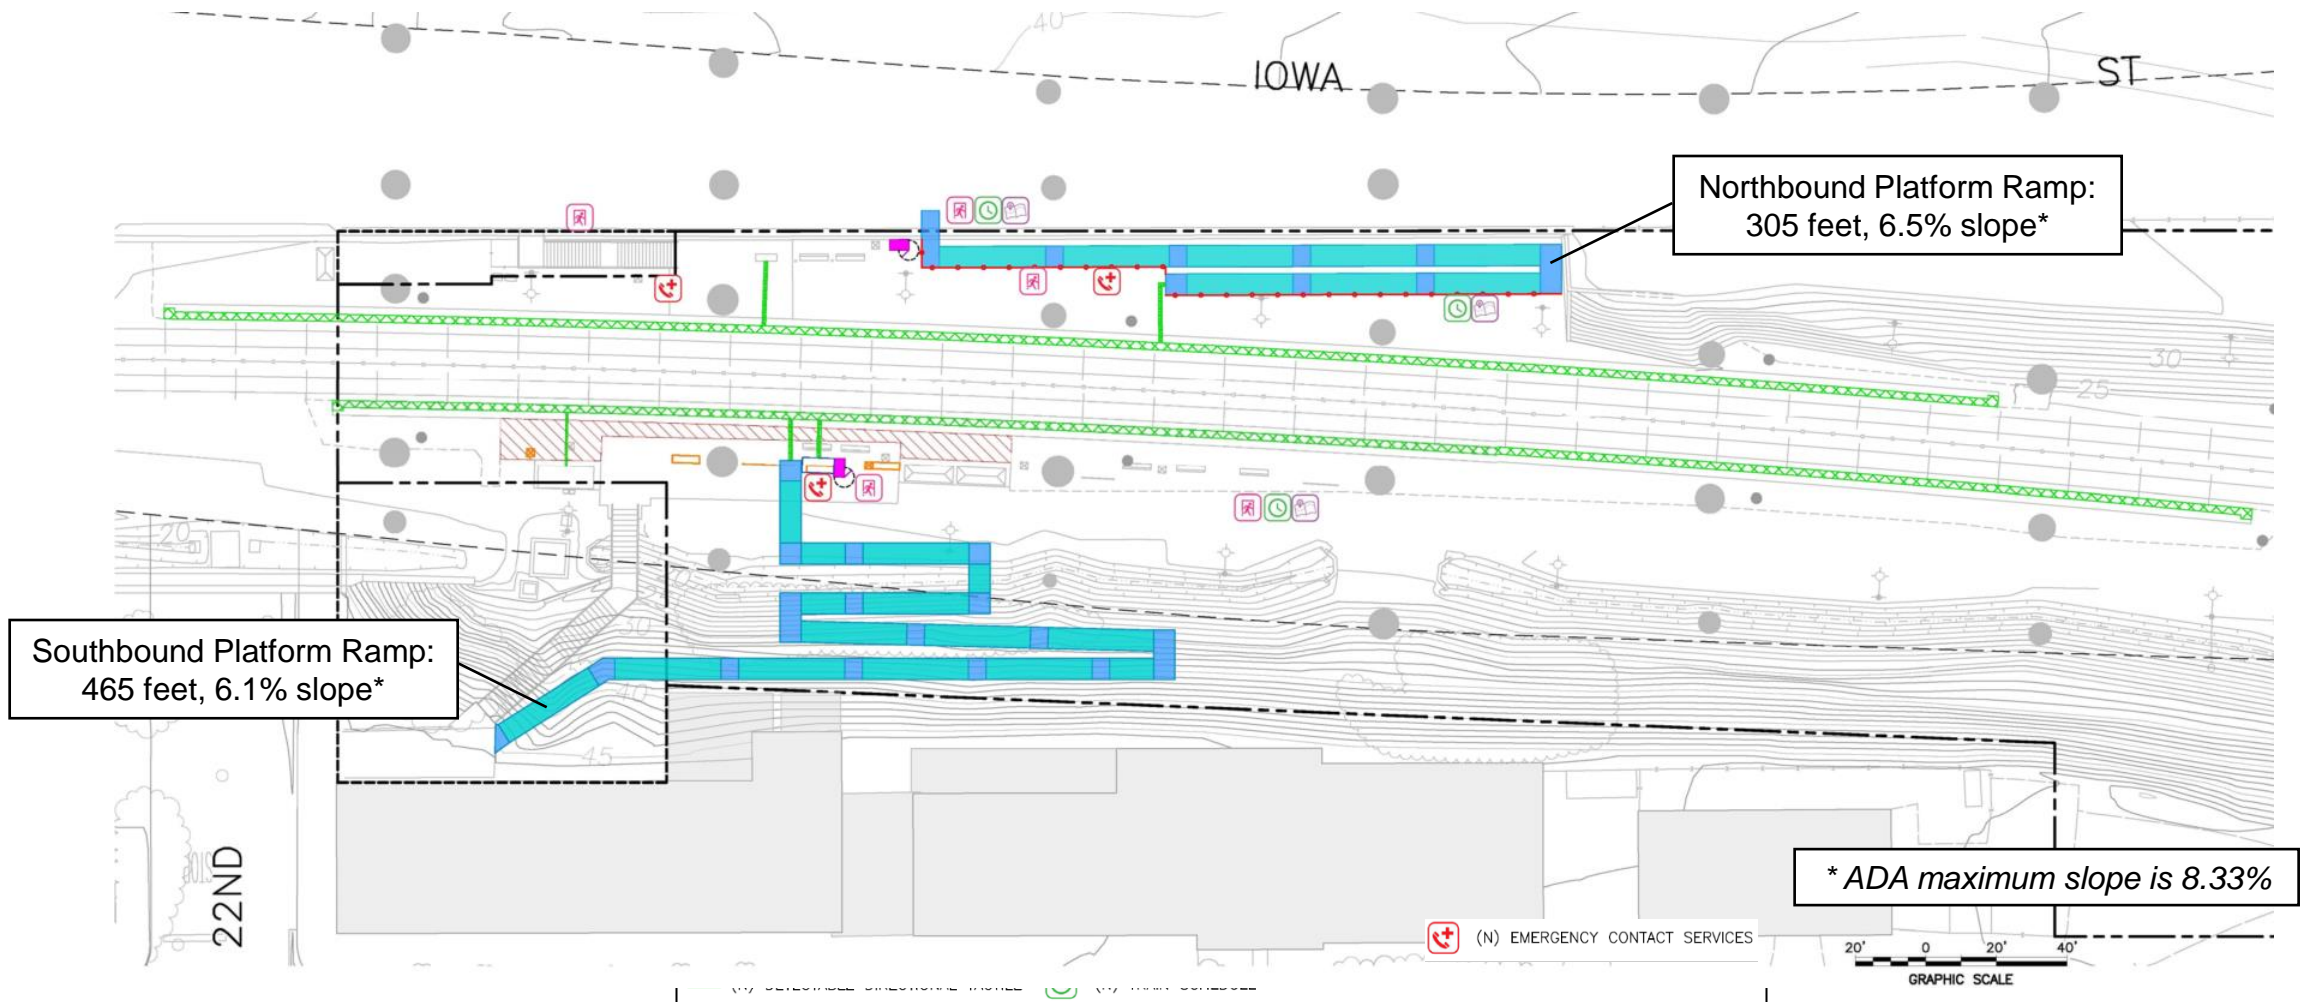 40
IOWA
ST
Northbound Platform Ramp:
305 feet, 6.5% slope*
30
25
20
30
Southbound Platform Ramp:
465 feet, 6.1% slope*
40
45
22ND
* ADA maximum slope is 8.33%
(N) EMERGENCY CONTACT SERVICES
20' 0 20' 40'
GRAPHIC SCALE